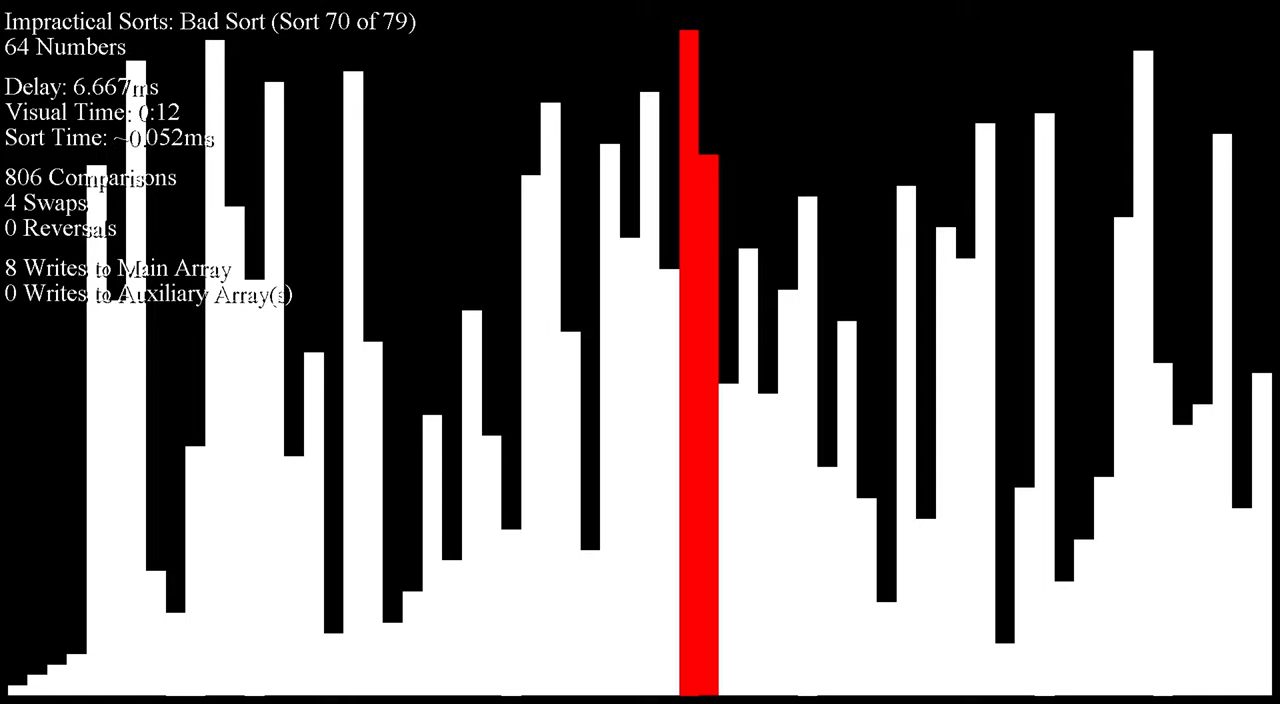 Impractical Sorts: Bad Sort (Sort 70 of 79)
64 Numbers
Delay: 6.667ms
Visual Time: 0:12
Sort Time: ~0.052ms
806 Comparisons
4 Swaps
0 Reversals
8 Writes to Main Array
0 Writes to Auxiliary Array(s)